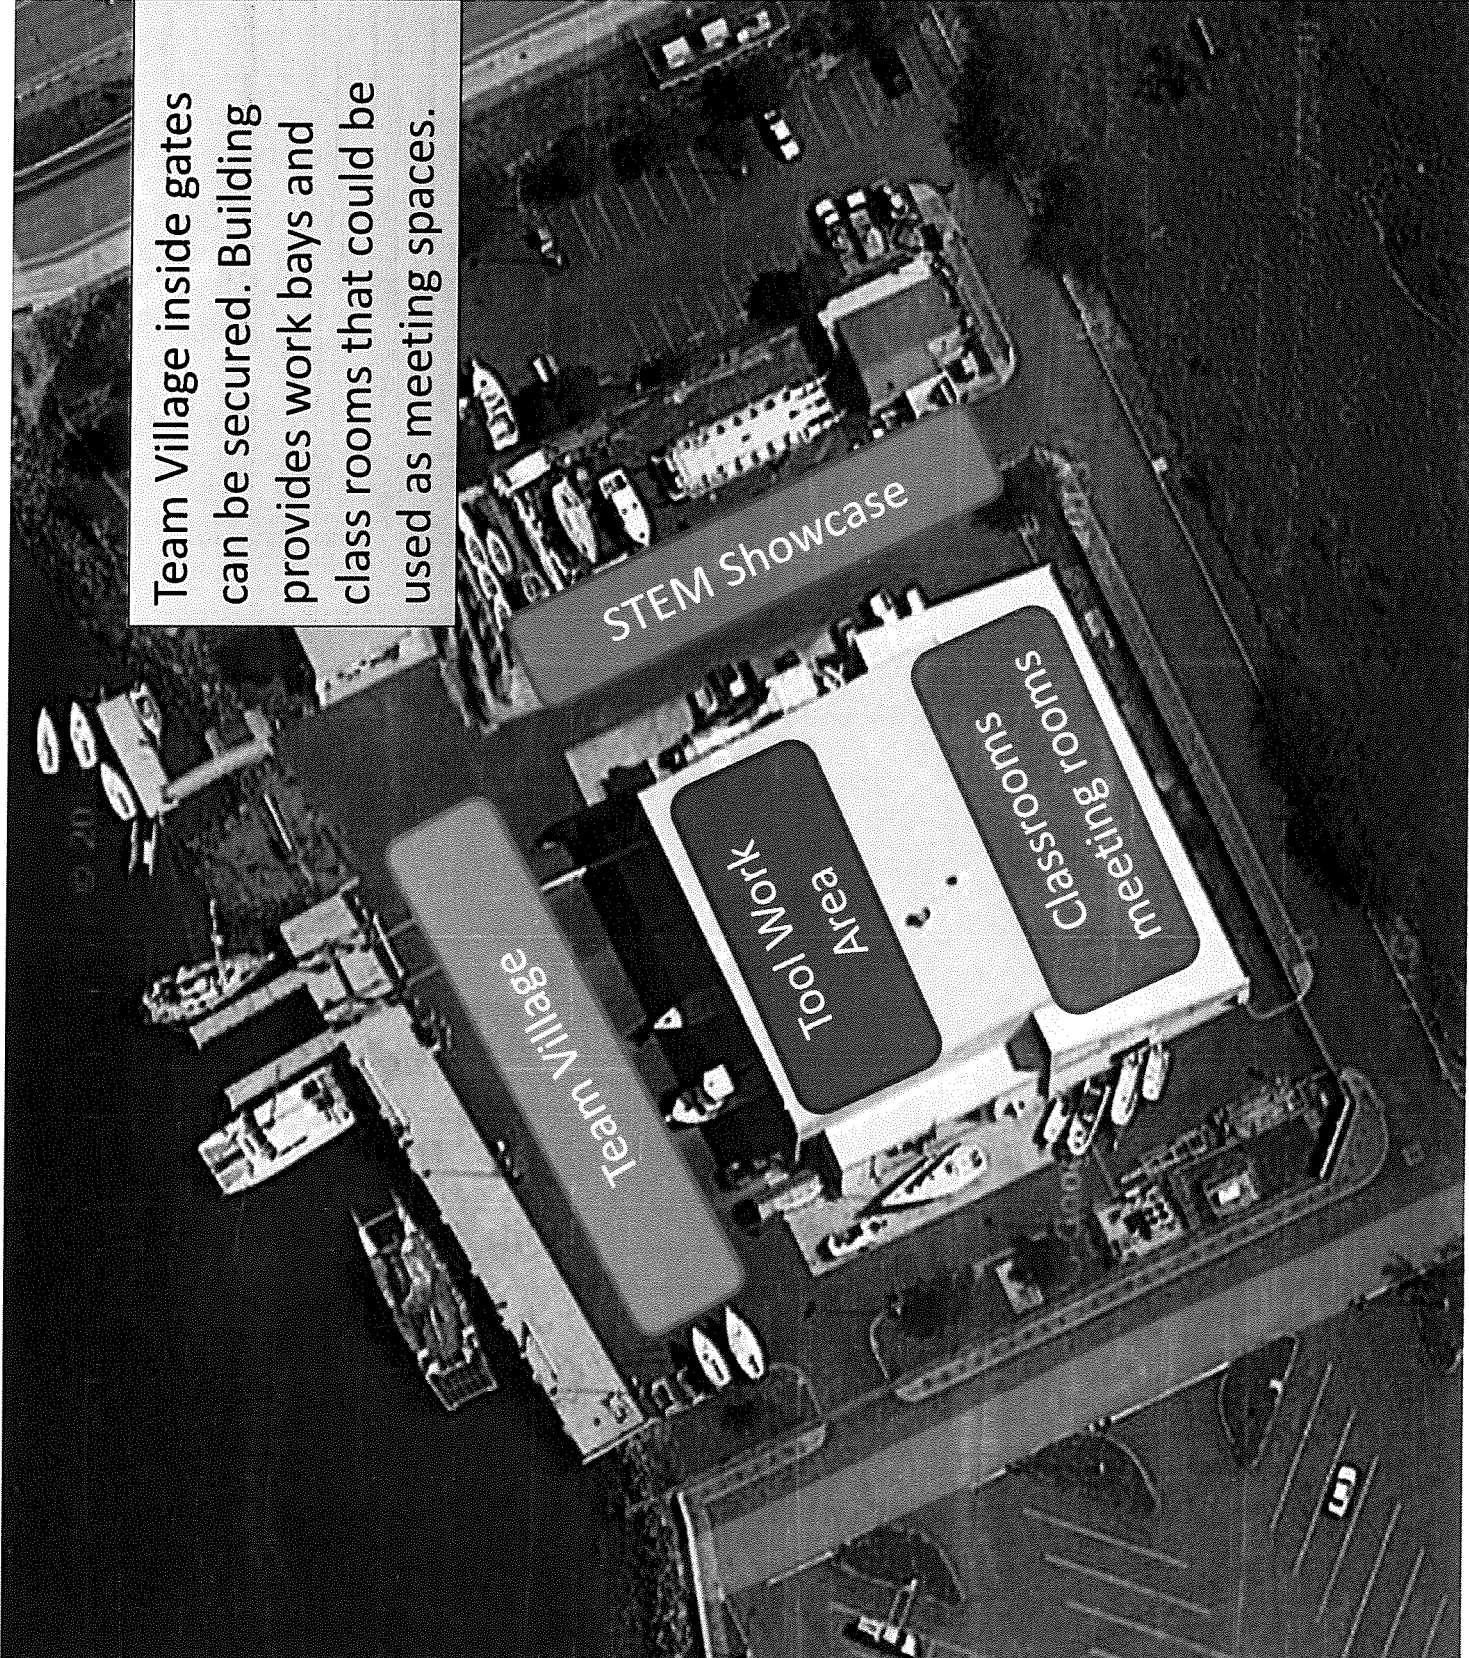 Team Village inside gates
can be secured. Building
provides work bays and
class rooms that could be
used as meeting spaces.
STEM Showcase
Team Village
Tool Work
Area
Classrooms
meeting rooms